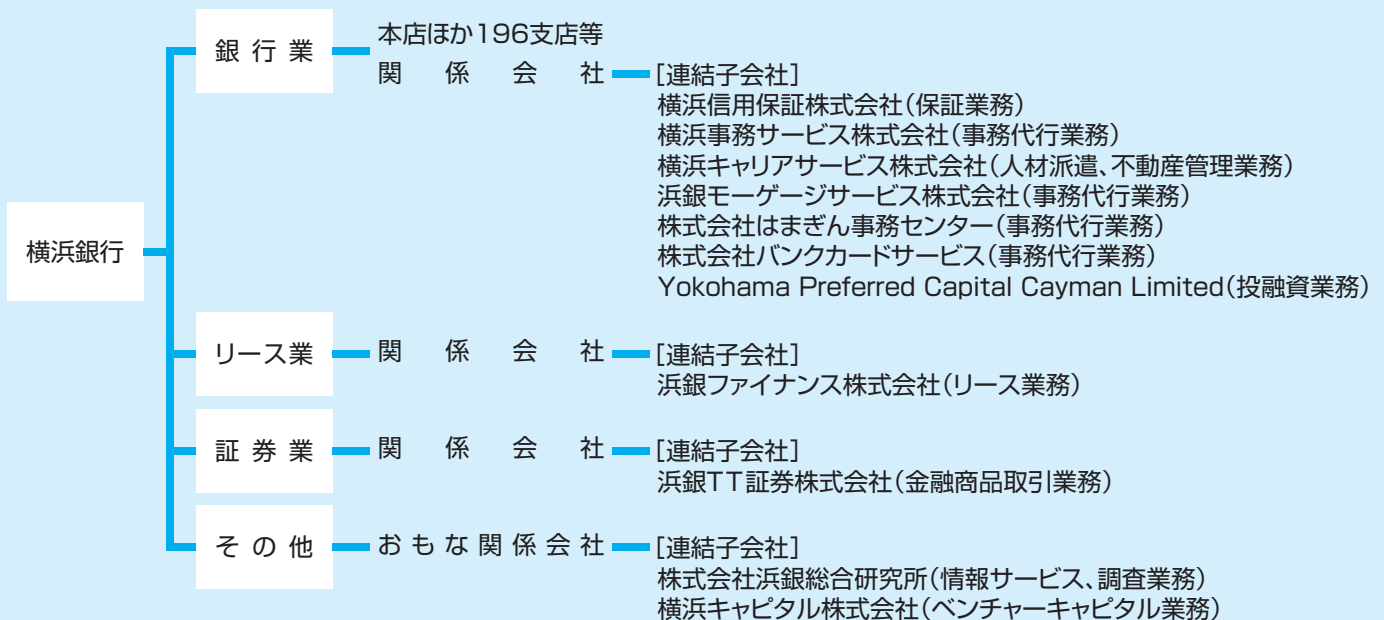 横浜銀行
銀行業
本店ほか196支店等
関係会社
[連結子会社]
横浜信用保証株式会社(保証業務)
横浜事務サービス株式会社(事務代行業務)
横浜キャリアサービス株式会社(人材派遣、不動産管理業務)
浜銀モーゲージサービス株式会社(事務代行業務)
株式会社はまぎん事務センター(事務代行業務)
株式会社バンクカードサービス(事務代行業務)
Yokohama Preferred Capital Cayman Limited(投融資業務)
リース業
関係会社
[連結子会社]
浜銀ファイナンス株式会社(リース業務)
証券業
関係会社
[連結子会社]
浜銀TT証券株式会社(金融商品取引業務)
その他
おもな関係会社
[連結子会社]
株式会社浜銀総合研究所(情報サービス、調査業務)
横浜キャピタル株式会社(ベンチャーキャピタル業務)